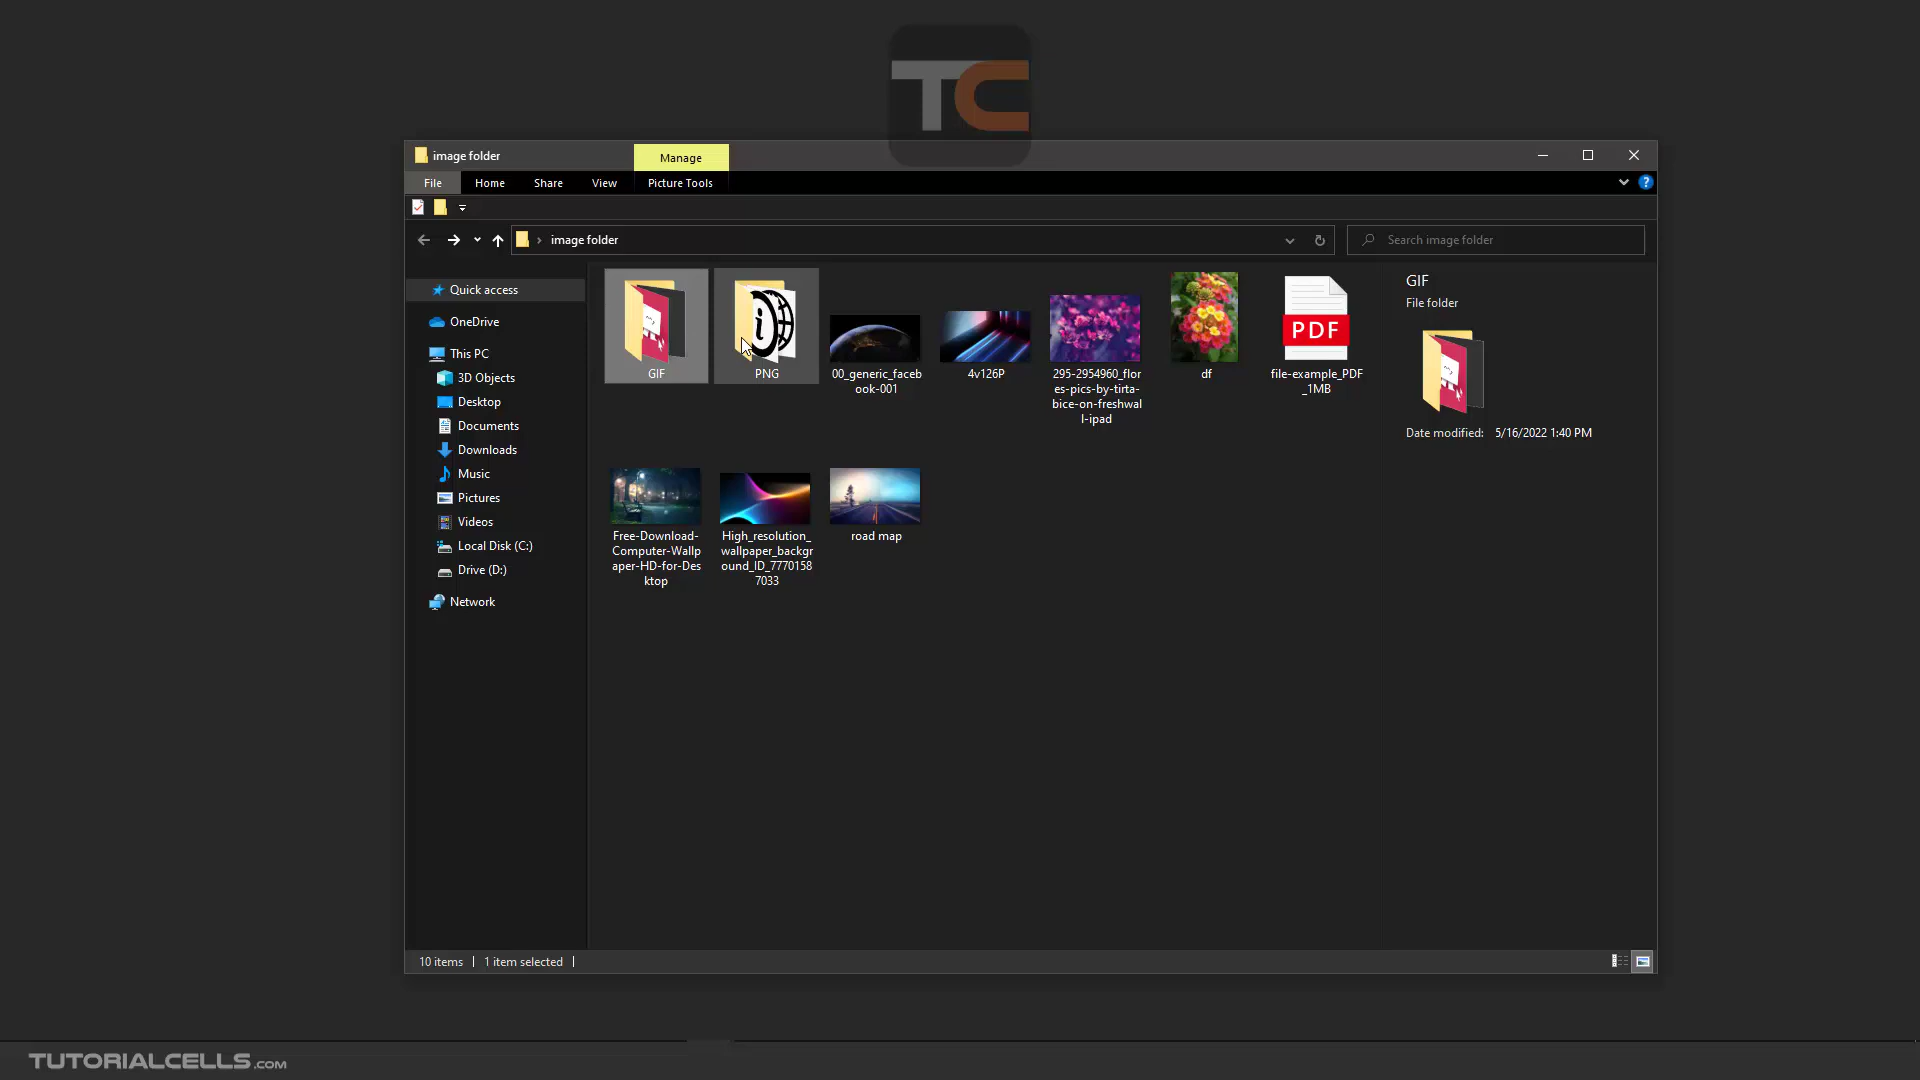 TC
image folder
Manage
File
Home
Share
View
Picture Tools
?
image folder
Search image folder
Quick access
OneDrive
This PC
3D Objects
Desktop
Documents
Downloads
Music
Pictures
Videos
Local Disk (C:)
Drive (D:)
Network
GIF
PNG
00_generic_faceb
ook-001
4v126P
295-2954960_flor
es-pics-by-tirta-
bice-on-freshwal
l-ipad
df
PDF
file-example_PDF
_1MB
Free-Download-
Computer-Wallp
aper-HD-for-Des
ktop
High_resolution_
wallpaper_backgr
ound_ID_7770158
7033
road map
GIF
File folder
Date modified: 5/16/2022 1:40 PM
10 items
1 item selected
TUTORIALCELLS.COM